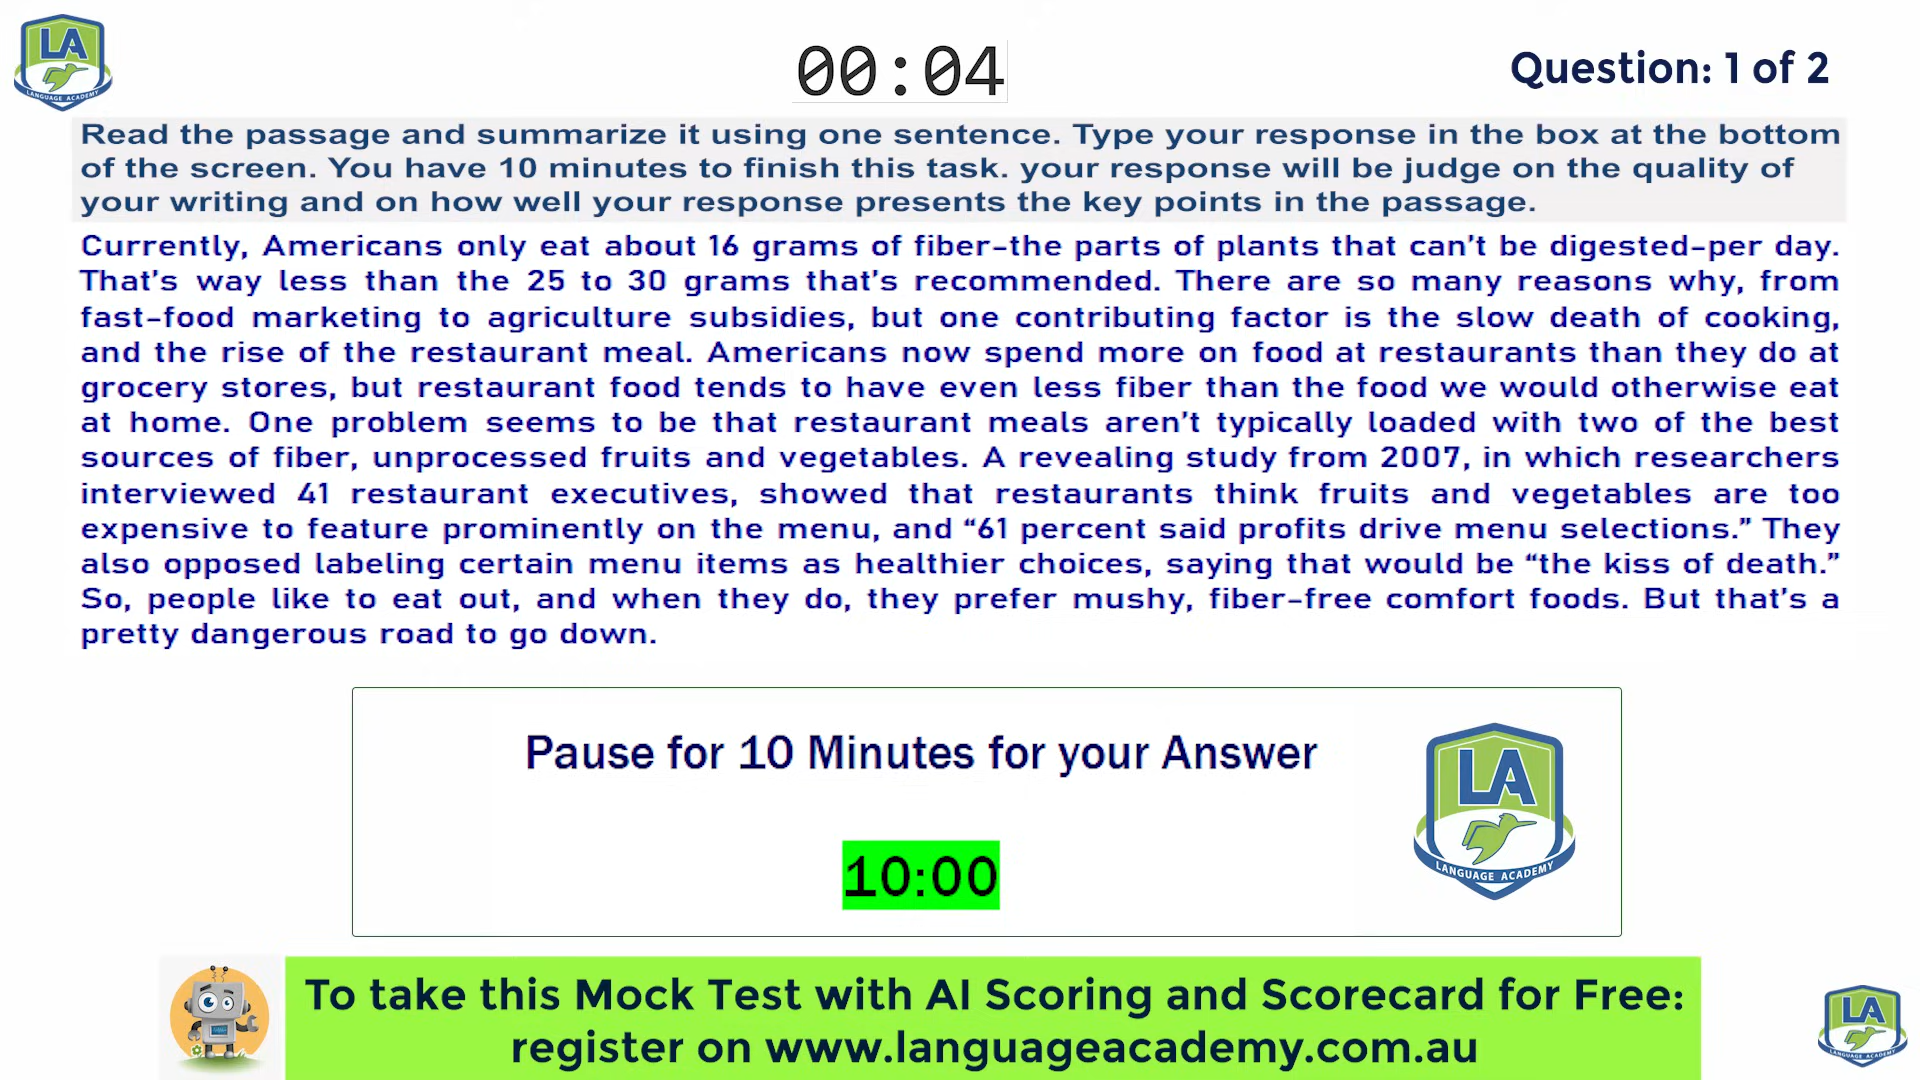 LA
LANGUAGE ACADEMY
00:04
Question: 1 of 2
Read the passage and summarize it using one sentence. Type your response in the box at the bottom
of the screen. You have 10 minutes to finish this task. your response will be judge on the quality of
your writing and on how well your response presents the key points in the passage.
Currently, Americans only eat about 16 grams of fiber-the parts of plants that can't be digested-per day.
That's way less than the 25 to 30 grams that's recommended. There are so many reasons why, from
fast-food marketing to agriculture subsidies, but one contributing factor is the slow death of cooking,
and the rise of the restaurant meal. Americans now spend more on food at restaurants than they do at
grocery stores, but restaurant food tends to have even less fiber than the food we would otherwise eat
at home. One problem seems to be that restaurant meals aren't typically loaded with two of the best
sources of fiber, unprocessed fruits and vegetables. A revealing study from 2007, in which researchers
interviewed 41 restaurant executives, showed that restaurants think fruits and vegetables are too
expensive to feature prominently on the menu, and “61 percent said profits drive menu selections.” They
also opposed labeling certain menu items as healthier choices, saying that would be “the kiss of death.”
So, people like to eat out, and when they do, they prefer mushy, fiber-free comfort foods. But that's a
pretty dangerous road to go down.
Pause for 10 Minutes for your Answer
10:00
LA
LANGUAGE ACADEMY
To take this Mock Test with AI Scoring and Scorecard for Free:
register on www.languageacademy.com.au
LA
LANGUAGE ACADEMY